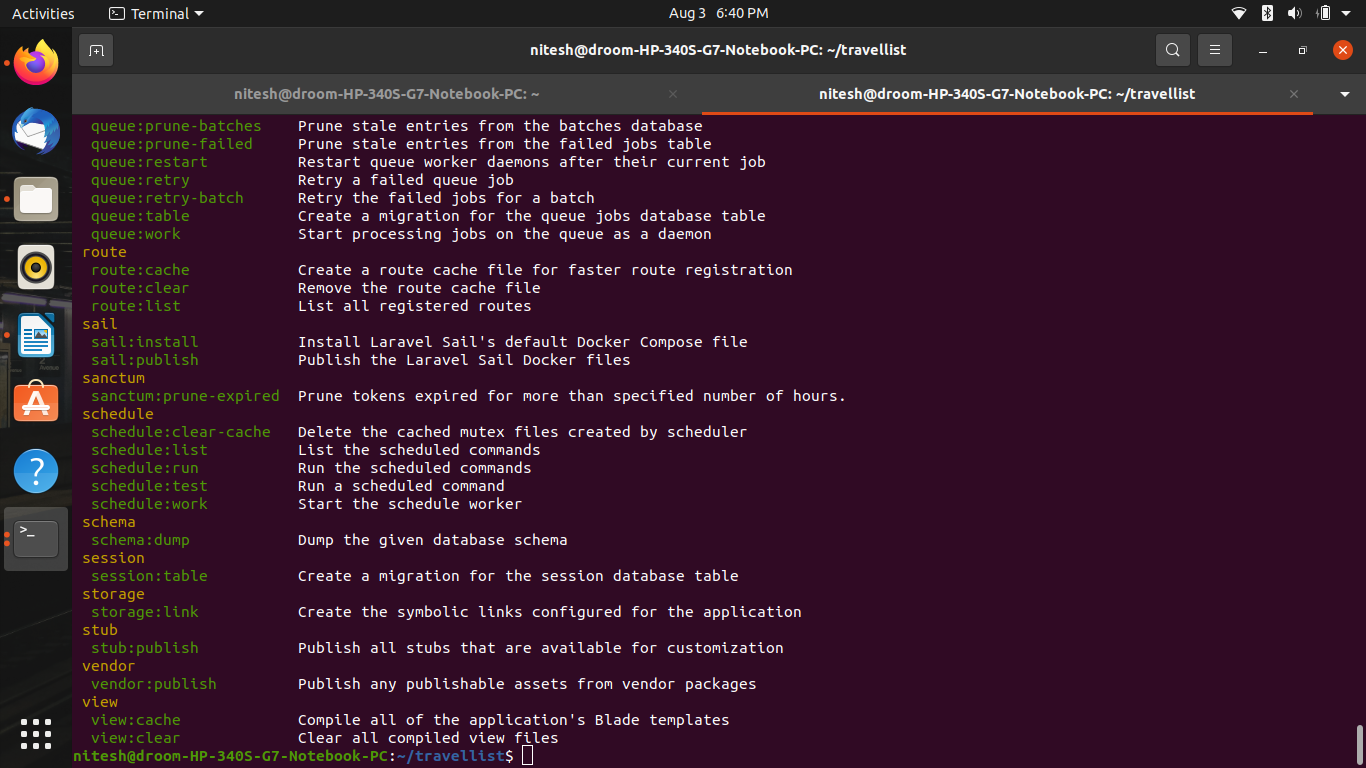 Activities Terminal Aug 3 6:40 PM
nitesh@droom-HP-340S-G7-Notebook-PC: ~/travellist
nitesh@droom-HP-340S-G7-Notebook-PC: ~ nitesh@droom-HP-340S-G7-Notebook-PC: ~/travellist
queue:prune-batches Prune stale entries from the batches database
queue:prune-failed Prune stale entries from the failed jobs table
queue:restart Restart queue worker daemons after their current job
queue:retry Retry a failed queue job
queue:retry-batch Retry the failed jobs for a batch
queue:table Create a migration for the queue jobs database table
queue:work Start processing jobs on the queue as a daemon
route
route:cache Create a route cache file for faster route registration
route:clear Remove the route cache file
route:list List all registered routes
sail
sail:install Install Laravel Sail's default Docker Compose file
sail:publish Publish the Laravel Sail Docker files
sanctum
sanctum:prune-expired Prune tokens expired for more than specified number of hours.
schedule
schedule:clear-cache Delete the cached mutex files created by scheduler
schedule:list List the scheduled commands
schedule:run Run the scheduled commands
schedule:test Run a scheduled command
schedule:work Start the schedule worker
schema
schema:dump Dump the given database schema
session
session:table Create a migration for the session database table
storage
storage:link Create the symbolic links configured for the application
stub
stub:publish Publish all stubs that are available for customization
vendor
vendor:publish Publish any publishable assets from vendor packages
view
view:cache Compile all of the application's Blade templates
view:clear Clear all compiled view files
nitesh@droom-HP-340S-G7-Notebook-PC:~/travellist$